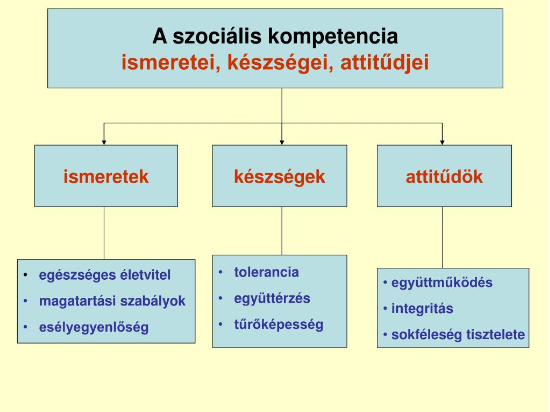 A szociális kompetencia
ismeretei, készségei, attitűdjei
ismeretek
készségek
attitűdök
• egészséges életvitel
• magatartási szabályok
• esélyegyenlőség
• tolerancia
• együttérzés
• tűrőképesség
• együttműködés
• integritás
• sokféleség tisztelete